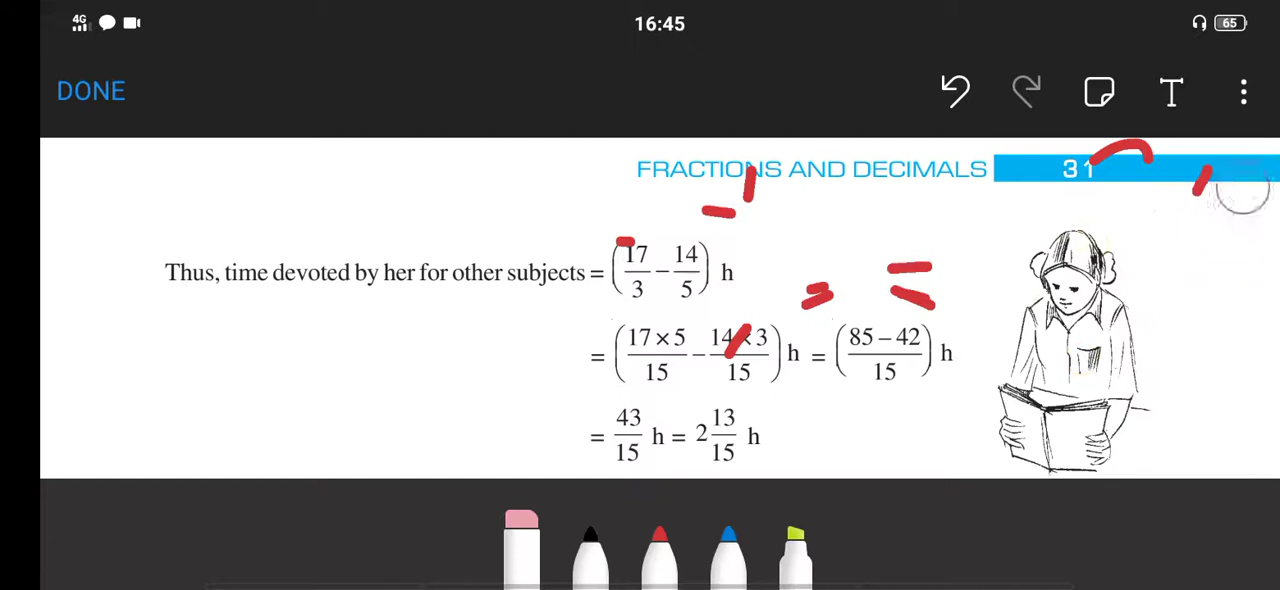 4G 16:45 65
DONE T
FRACTIONS AND DECIMALS 31
Thus, time devoted by her for other subjects = (17/3 − 14/5) h
= (17 × 5/15 − 14 × 3/15) h = (85 − 42/15) h
= 43/15 h = 2 13/15 h